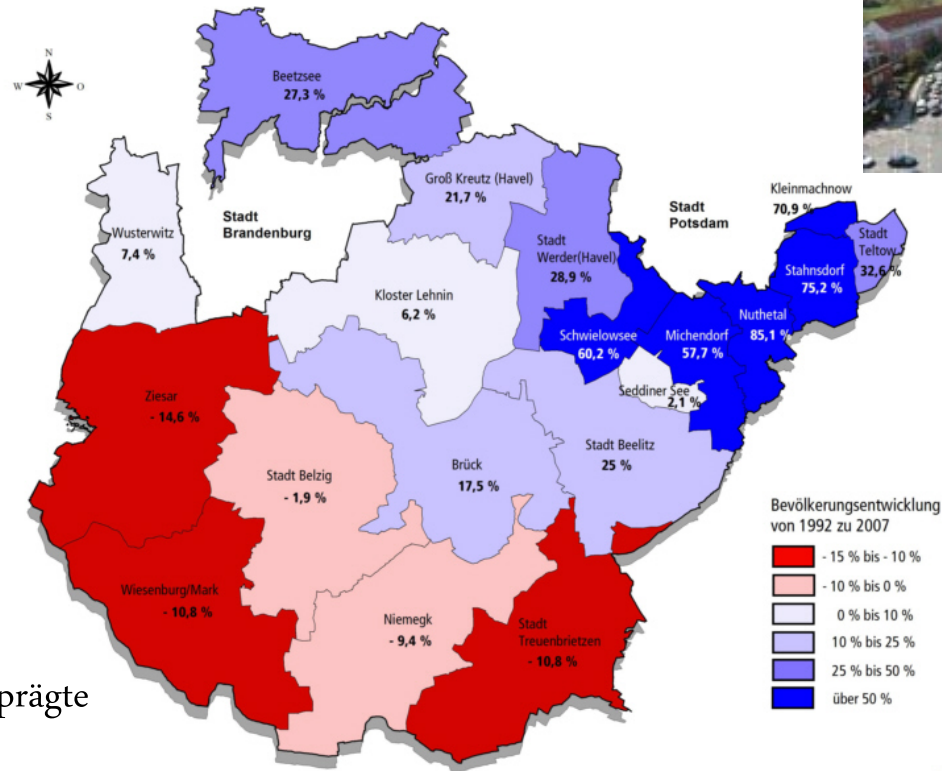 N
W O
S
Beetzsee
27,3 %
Groß Kreutz (Havel)
21,7 %
Kleinmachnow
70,9 %
Stadt
Brandenburg
Stadt
Potsdam
Wusterwitz
7,4 %
Stadt
Werder(Havel)
28,9 %
Stadt
Teltow
32,6 %
Stahnsdorf
75,2 %
Kloster Lehnin
6,2 %
Schwielowsee
60,2 %
Michendorf
57,7 %
Nuthetal
85,1 %
Seddiner See
2,1 %
Ziesar
- 14,6 %
Stadt Belzig
- 1,9 %
Brück
17,5 %
Stadt Beelitz
25 %
Wiesenburg/Mark
- 10,8 %
Niemegk
- 9,4 %
Stadt
Treuenbrietzen
- 10,8 %
Bevölkerungsentwicklung
von 1992 zu 2007
- 15 % bis - 10 %
- 10 % bis 0 %
0 % bis 10 %
10 % bis 25 %
25 % bis 50 %
über 50 %
prägte